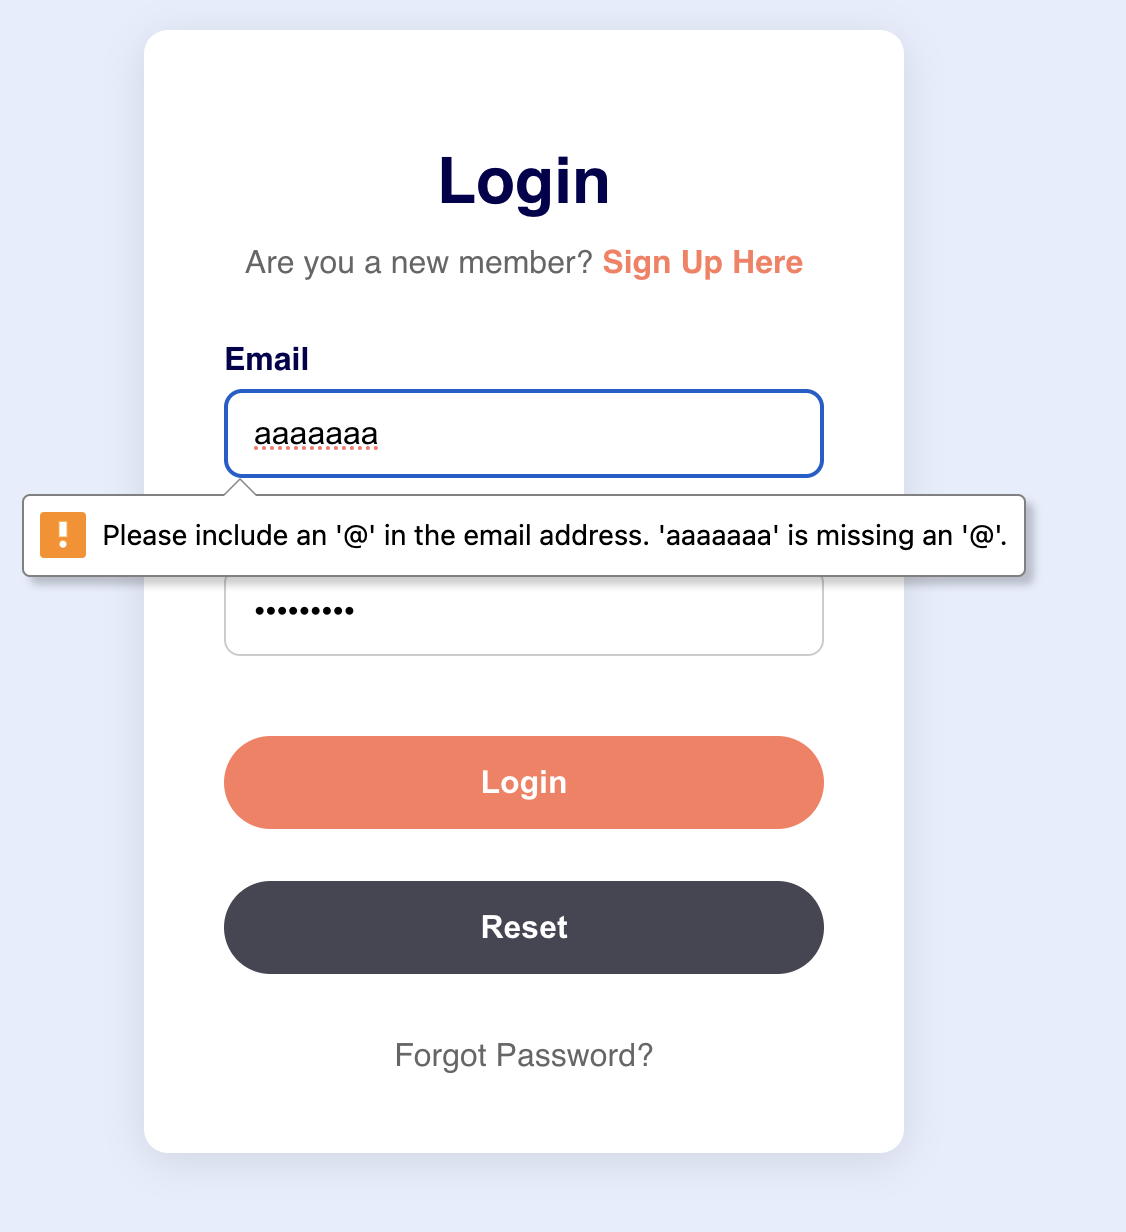 Login
Are you a new member? Sign Up Here
Email
aaaaaaa
Please include an '@' in the email address. 'aaaaaaa' is missing an '@'.
•••••••••
Login
Reset
Forgot Password?